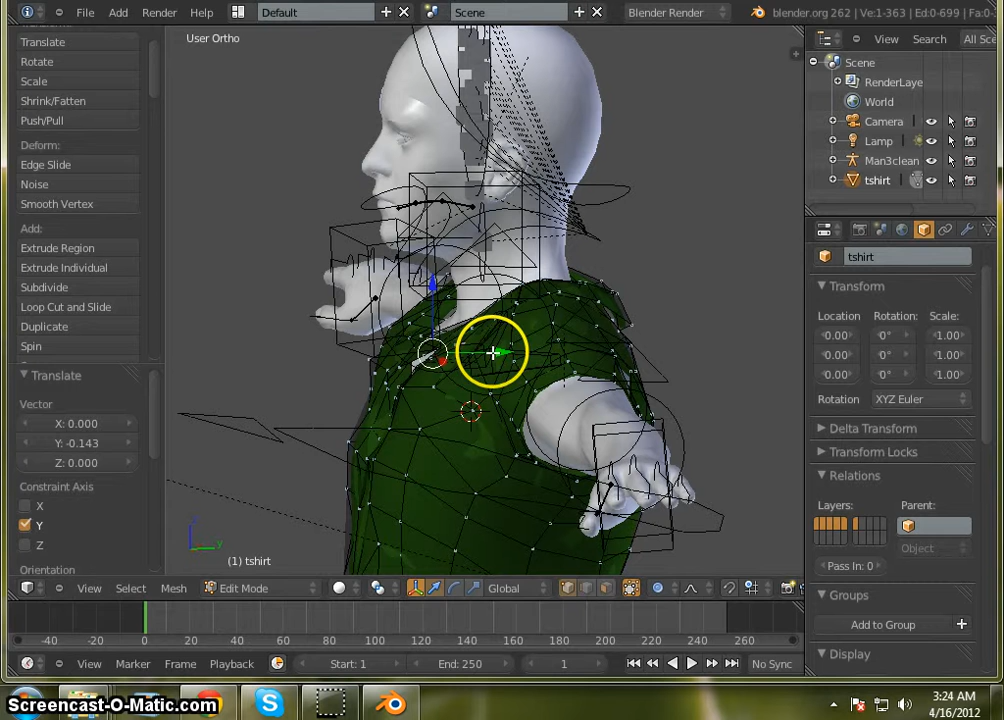 File Add Render Help Default Scene Blender Render blender.org 262 | Ve:1-363 | Ed:0-699 | Fa:0-
Translate
Rotate
Scale
Shrink/Fatten
Push/Pull
Deform:
Edge Slide
Noise
Smooth Vertex
Add:
Extrude Region
Extrude Individual
Subdivide
Loop Cut and Slide
Duplicate
Spin
Translate
Vector
X: 0.000
Y: -0.143
Z: 0.000
Constraint Axis
X
Y
Z
Orientation
User Ortho
(1) tshirt
View Select Mesh Edit Mode Global
-40 -20 0 20 40 60 80 100 120 140 160 180 200 220 240 260
View Marker Frame Playback Start: 1 End: 250 1 No Sync
View Search All Sce
Scene
RenderLaye
World
Camera
Lamp
Man3clean
tshirt
tshirt
Transform
Location Rotation: Scale:
0.00 0° 1.00
0.00 0° 1.00
0.00 0° 1.00
Rotation XYZ Euler
Delta Transform
Transform Locks
Relations
Layers: Parent:
Object
Pass In: 0
Groups
Add to Group
Display
Screencast-O-Matic.com
3:24 AM
4/16/2012